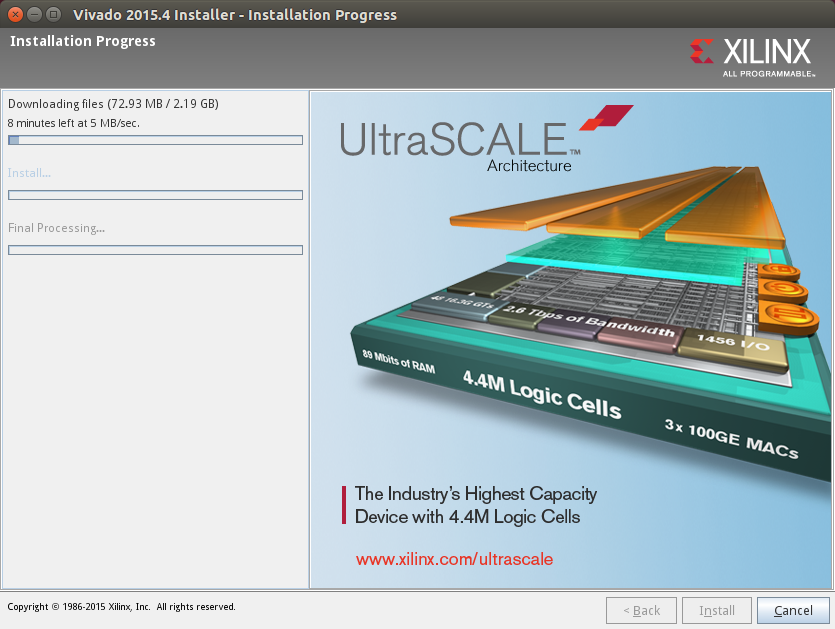 Vivado 2015.4 Installer - Installation Progress
Installation Progress
XILINX
ALL PROGRAMMABLE™
Downloading files (72.93 MB / 2.19 GB)
8 minutes left at 5 MB/sec.
Install...
Final Processing...
UltraSCALE™
Architecture
48 16.3G GTs
2.6 Tbps of Bandwidth
1456 I/O
89 Mbits of RAM
4.4M Logic Cells
3x 100GE MACs
The Industry's Highest Capacity
Device with 4.4M Logic Cells
www.xilinx.com/ultrascale
Copyright © 1986-2015 Xilinx, Inc. All rights reserved.
< Back
Install
Cancel